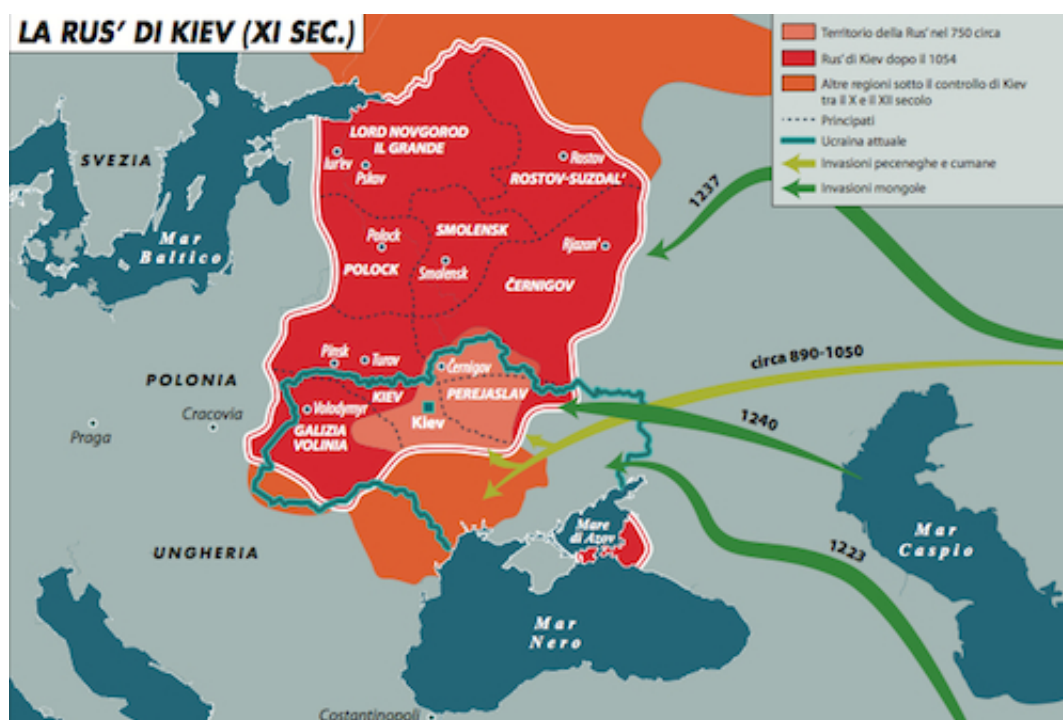 LA RUS' DI KIEV (XI SEC.)
Territorio della Rus' nel 750 circa
Rus' di Kiev dopo il 1054
Altre regioni sotto il controllo di Kiev
tra il X e il XII secolo
Principati
Ucraina attuale
Invasioni peceneghe e cumane
Invasioni mongole
LORD NOVGOROD
IL GRANDE
SVEZIA
Iur'ev
Pskov
Rostov
ROSTOV-SUZDAL'
1237
Mar
Baltico
SMOLENSK
Polock
POLOCK
Smolensk
Rjazan'
ČERNIGOV
circa 890-1050
Pinsk
Turov
Černigov
POLONIA
KIEV
PEREJASLAV
Cracovia
Volodymyr
Kiev
1240
Praga
GALIZIA
VOLINIA
UNGHERIA
Mare
di Azov
Mar
Caspio
1223
Mar
Nero
Costantinopoli